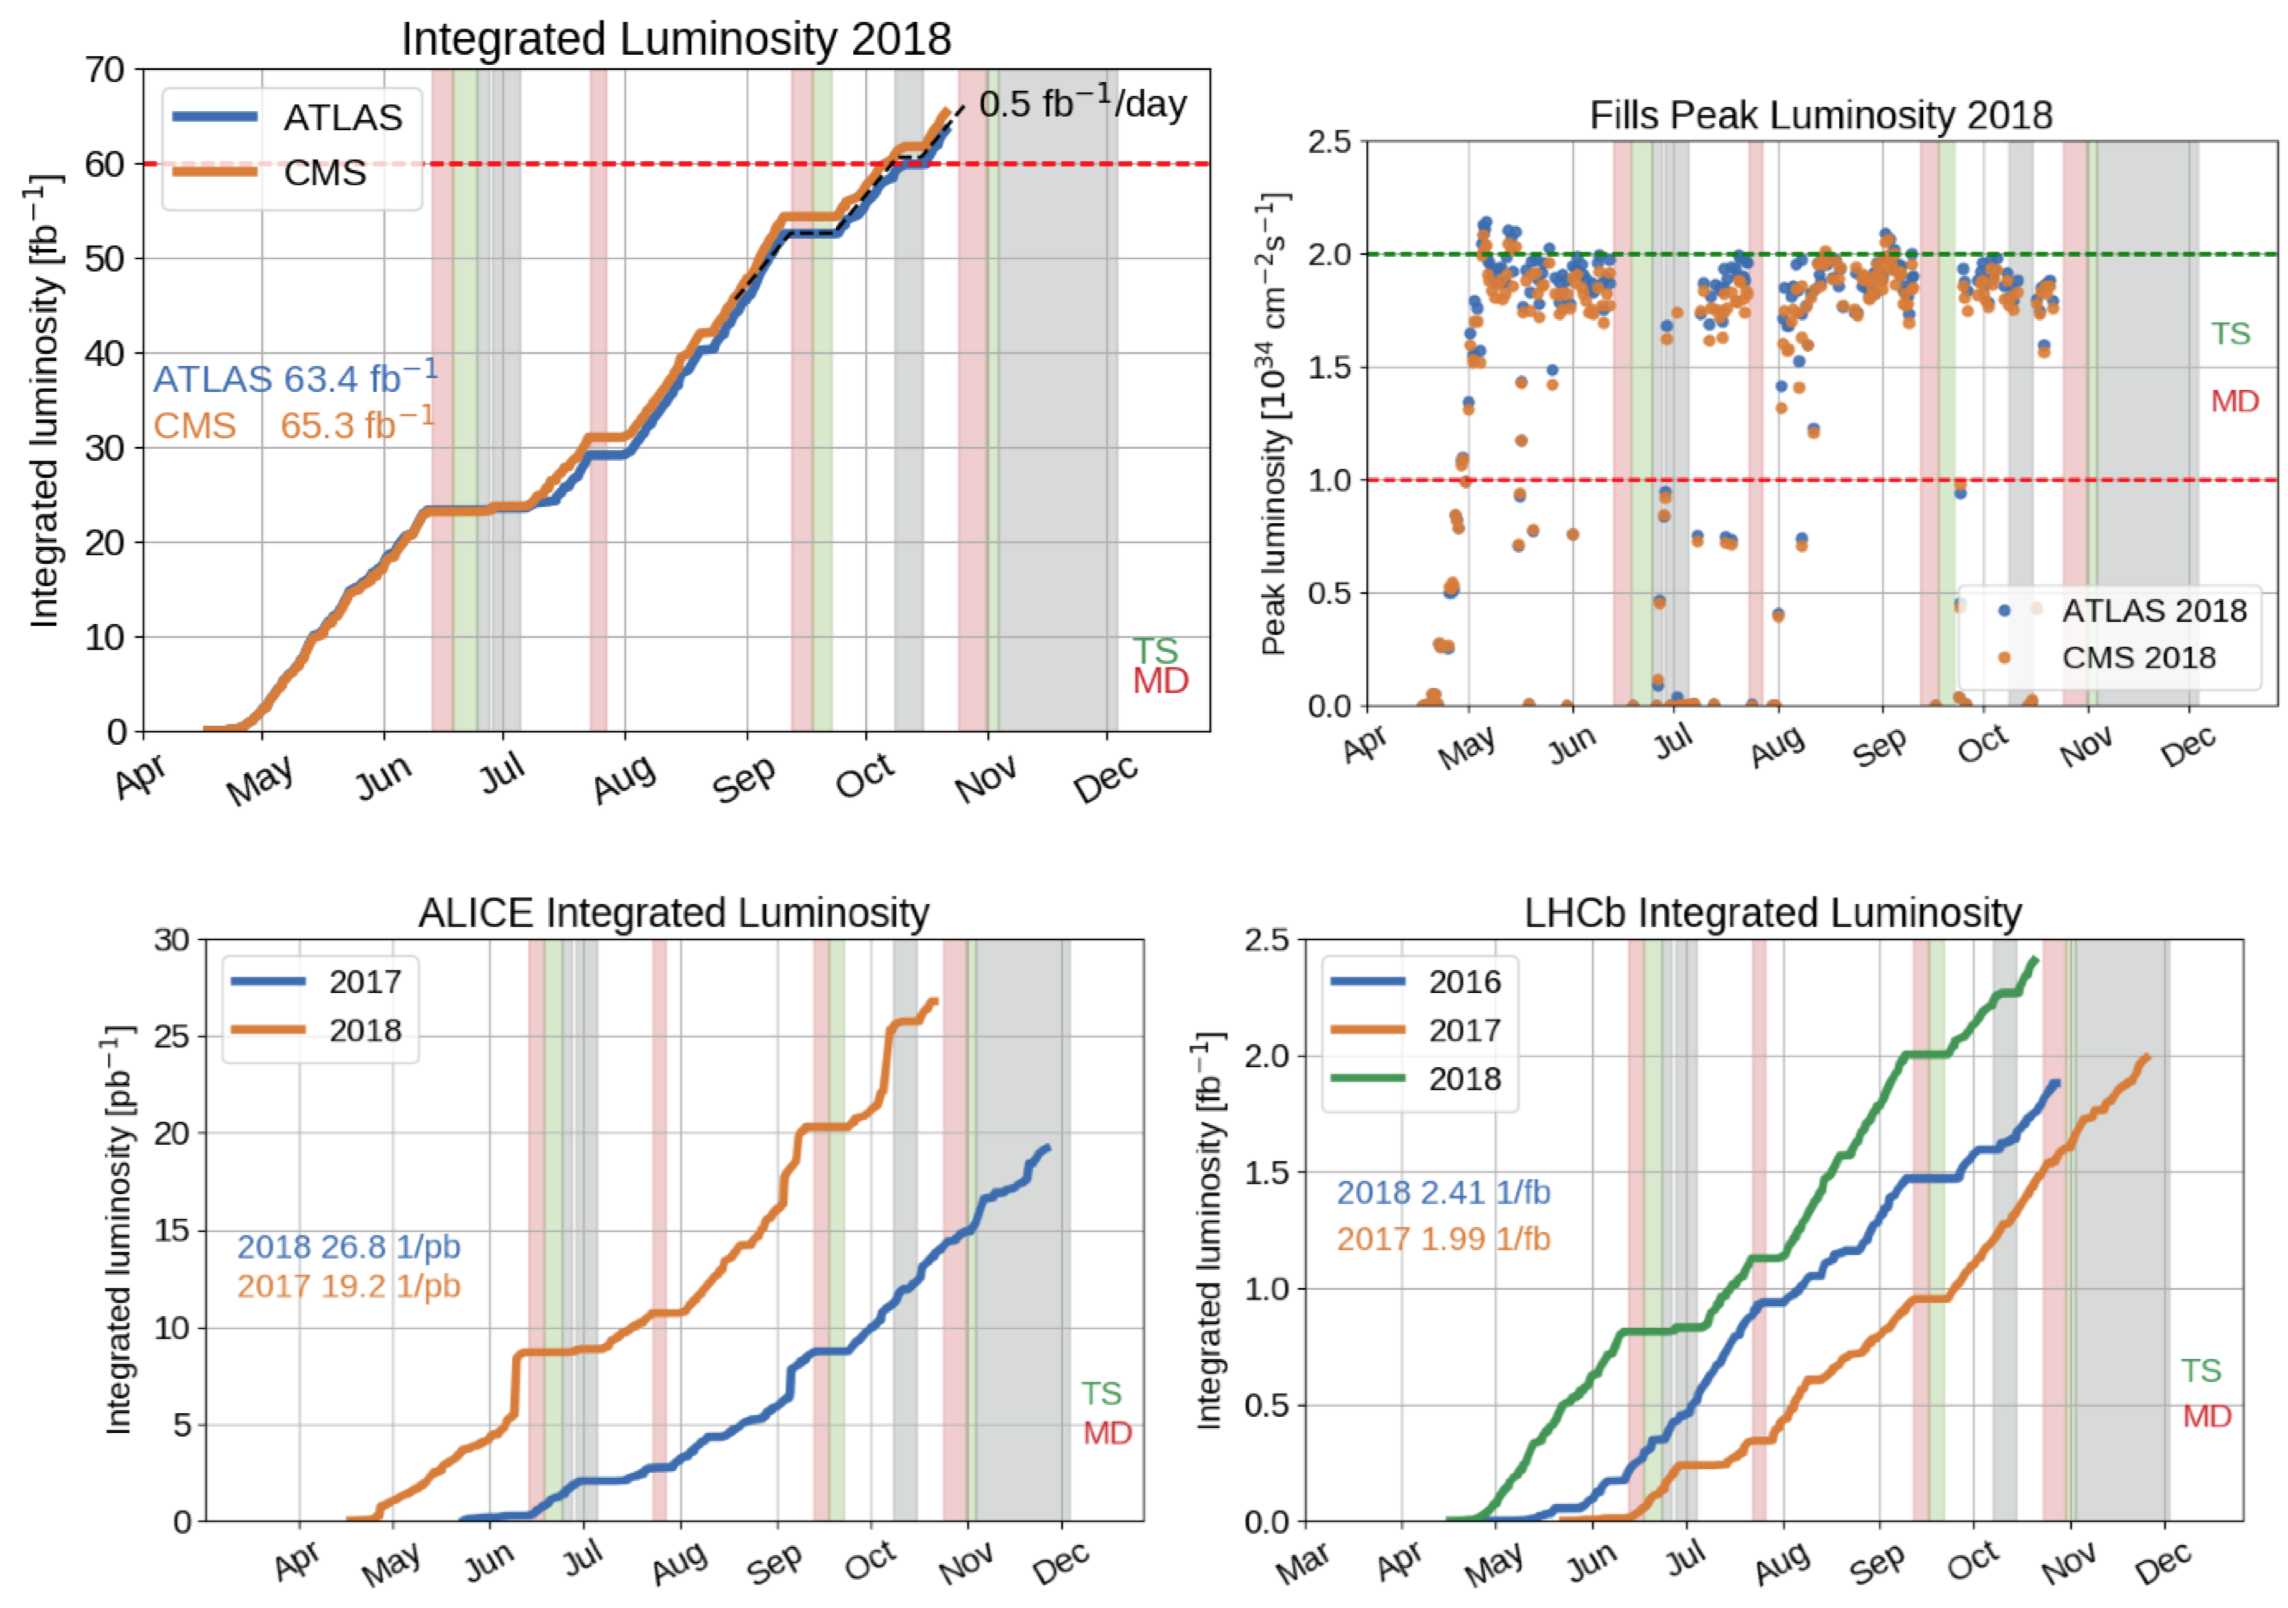 Integrated Luminosity 2018
Integrated luminosity [fb⁻¹]
70
60
50
40
30
20
10
0
ATLAS
CMS
0.5 fb⁻¹/day
ATLAS 63.4 fb⁻¹
CMS 65.3 fb⁻¹
TS
MD
Apr May Jun Jul Aug Sep Oct Nov Dec
Fills Peak Luminosity 2018
Peak luminosity [10³⁴ cm⁻²s⁻¹]
2.5
2.0
1.5
1.0
0.5
0.0
TS
MD
ATLAS 2018
CMS 2018
Apr May Jun Jul Aug Sep Oct Nov Dec
ALICE Integrated Luminosity
Integrated luminosity [pb⁻¹]
30
25
20
15
10
5
0
2017
2018
2018 26.8 1/pb
2017 19.2 1/pb
TS
MD
Apr May Jun Jul Aug Sep Oct Nov Dec
LHCb Integrated Luminosity
Integrated luminosity [fb⁻¹]
2.5
2.0
1.5
1.0
0.5
0.0
2016
2017
2018
2018 2.41 1/fb
2017 1.99 1/fb
TS
MD
Mar Apr May Jun Jul Aug Sep Oct Nov Dec